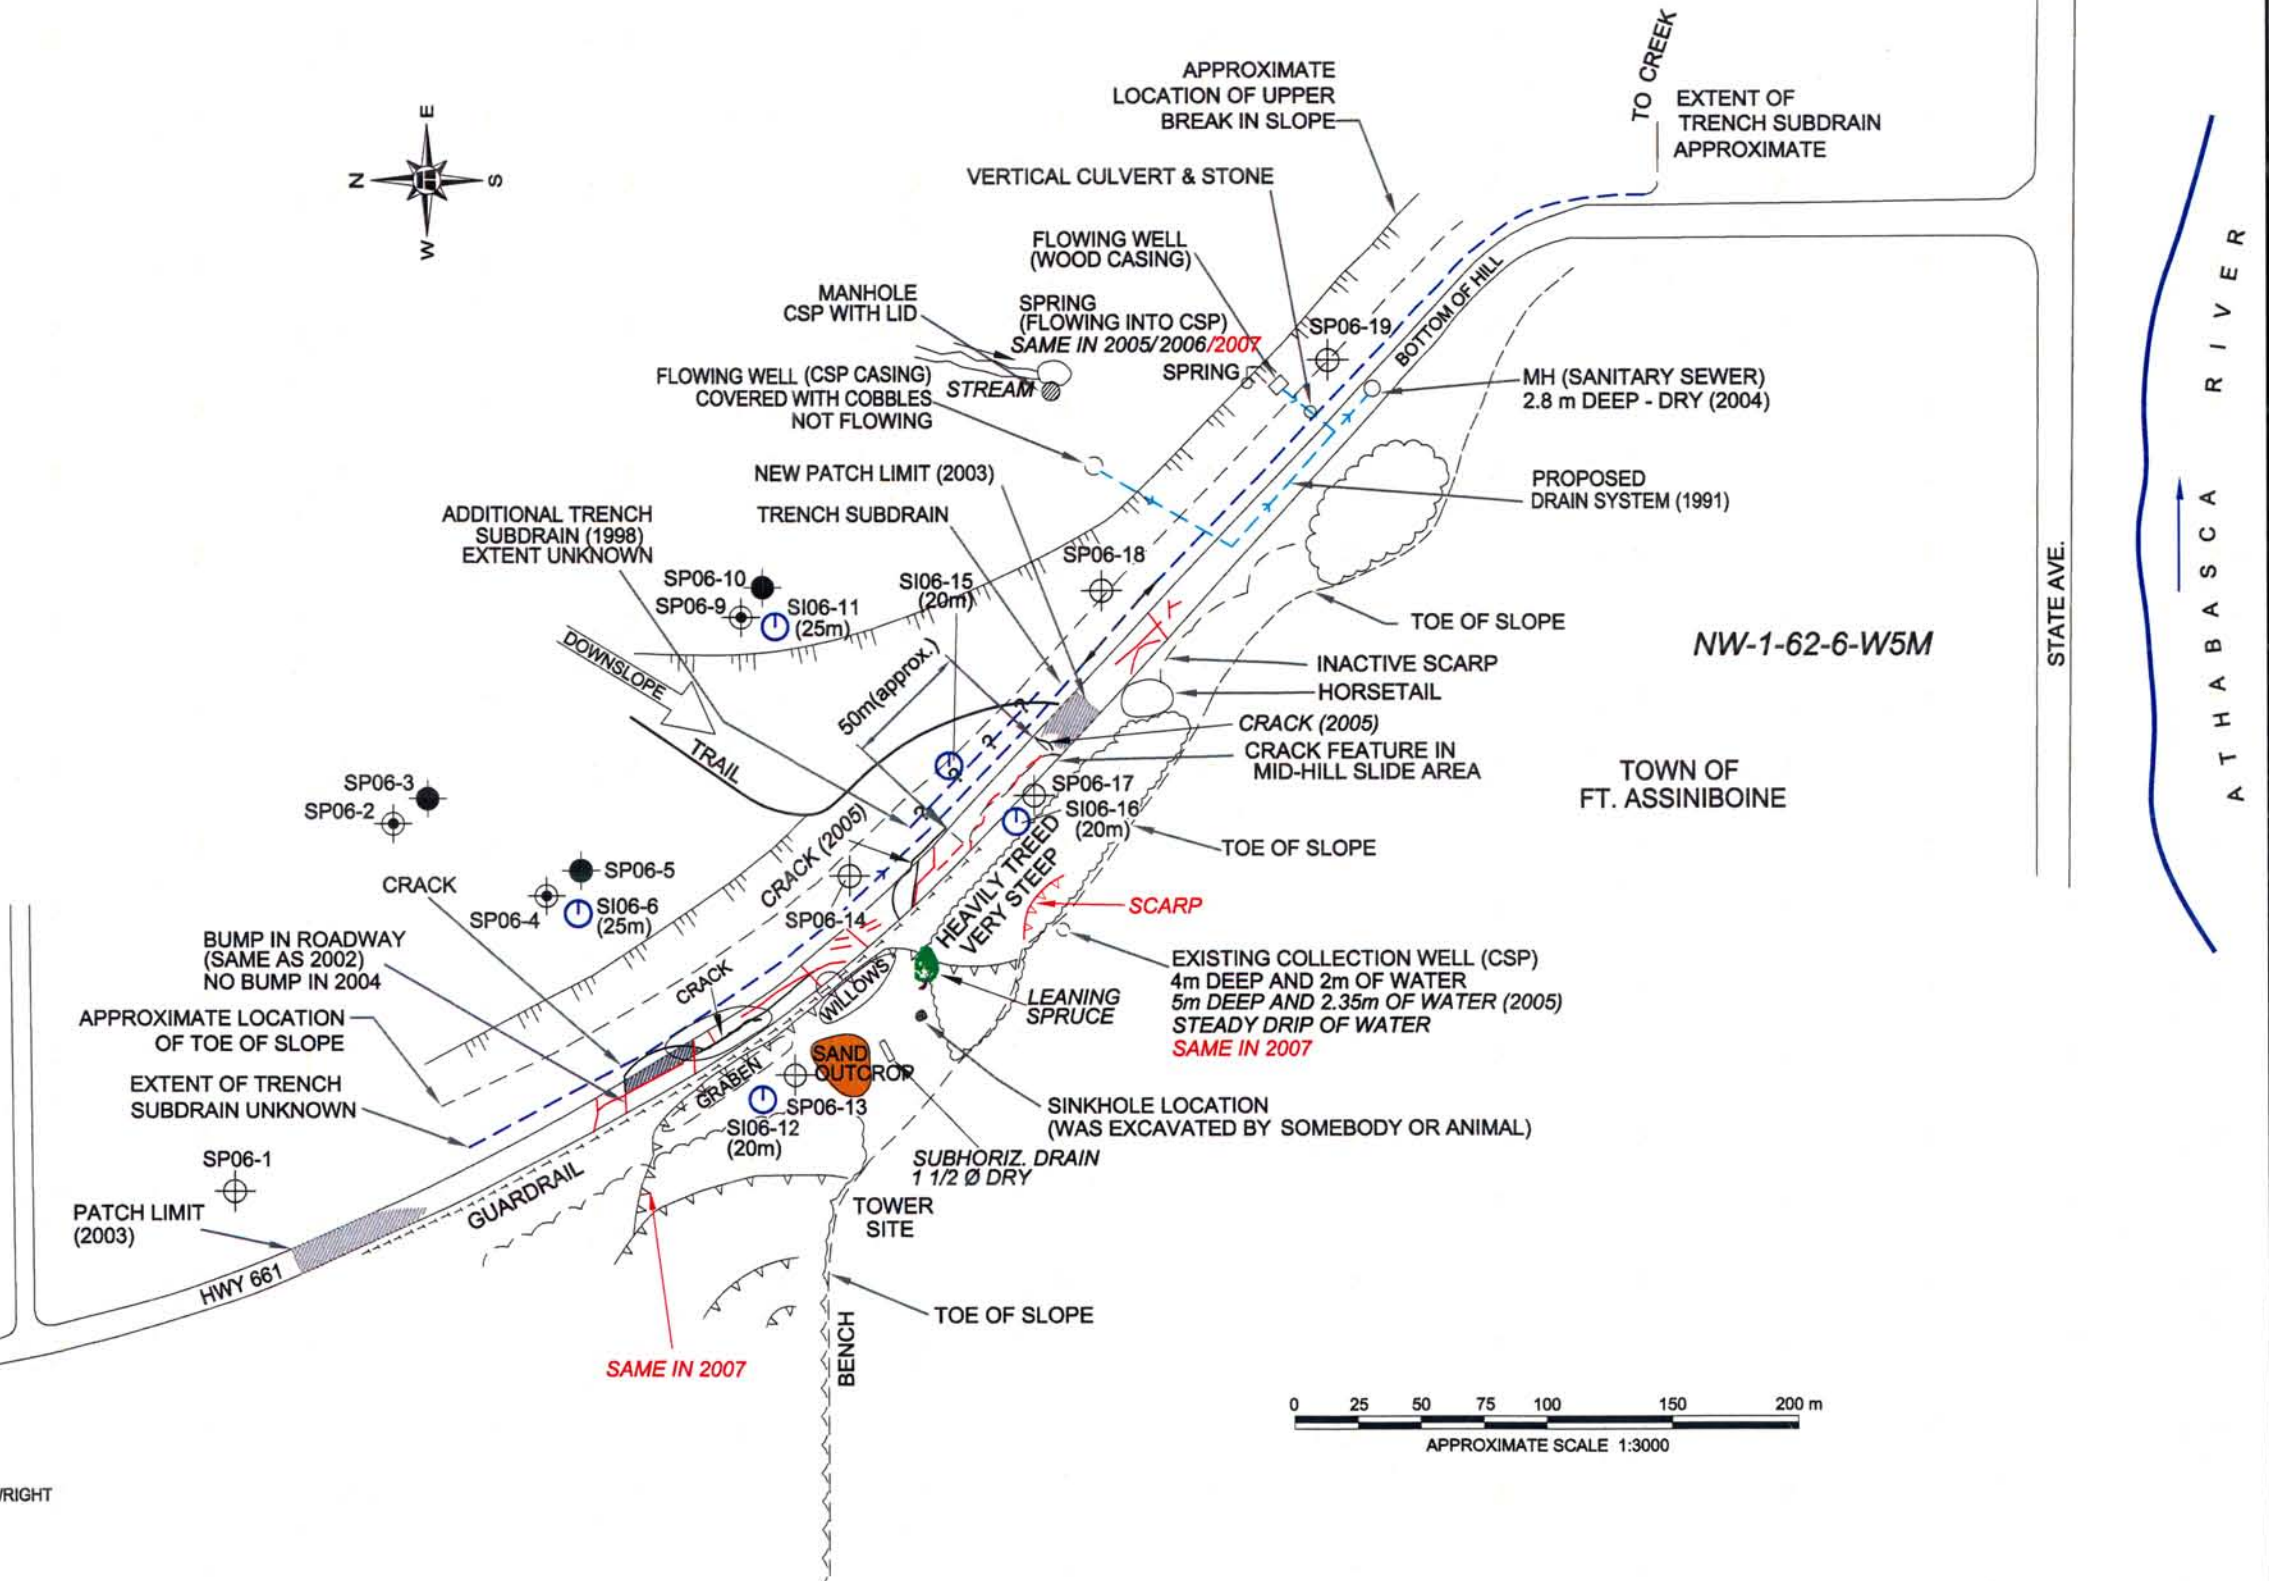 TO CREEK
EXTENT OF
TRENCH SUBDRAIN
APPROXIMATE
APPROXIMATE
LOCATION OF UPPER
BREAK IN SLOPE
E
N
S
W
VERTICAL CULVERT & STONE
FLOWING WELL
(WOOD CASING)
MANHOLE
CSP WITH LID
SPRING
(FLOWING INTO CSP)
SAME IN 2005/2006/2007
SP06-19
BOTTOM OF HILL
SPRING
STREAM
FLOWING WELL (CSP CASING)
COVERED WITH COBBLES
NOT FLOWING
MH (SANITARY SEWER)
2.8 m DEEP - DRY (2004)
NEW PATCH LIMIT (2003)
PROPOSED
DRAIN SYSTEM (1991)
TRENCH SUBDRAIN
ADDITIONAL TRENCH
SUBDRAIN (1998)
EXTENT UNKNOWN
SP06-18
SP06-10
SP06-9
SI06-11
(25m)
SI06-15
(20m)
ATHABASCA RIVER
STATE AVE.
TOE OF SLOPE
NW-1-62-6-W5M
DOWNSLOPE
50m(approx.)
INACTIVE SCARP
HORSETAIL
?
?
?
?
CRACK (2005)
CRACK FEATURE IN
MID-HILL SLIDE AREA
TRAIL
TOWN OF
FT. ASSINIBOINE
SP06-3
SP06-2
SP06-17
SI06-16
(20m)
CRACK (2005)
TOE OF SLOPE
HEAVILY TREED
VERY STEEP
SP06-5
CRACK
SP06-4
SI06-6
(25m)
SP06-14
SCARP
BUMP IN ROADWAY
(SAME AS 2002)
NO BUMP IN 2004
CRACK
WILLOWS
EXISTING COLLECTION WELL (CSP)
4m DEEP AND 2m OF WATER
5m DEEP AND 2.35m OF WATER (2005)
STEADY DRIP OF WATER
SAME IN 2007
LEANING
SPRUCE
APPROXIMATE LOCATION
OF TOE OF SLOPE
SAND
OUTCROP
EXTENT OF TRENCH
SUBDRAIN UNKNOWN
GRABEN
SP06-13
SI06-12
(20m)
SINKHOLE LOCATION
(WAS EXCAVATED BY SOMEBODY OR ANIMAL)
SUBHORIZ. DRAIN
1 1/2 Ø DRY
SP06-1
GUARDRAIL
PATCH LIMIT
(2003)
TOWER
SITE
HWY 661
TOE OF SLOPE
BENCH
SAME IN 2007
0 25 50 75 100 150 200 m
APPROXIMATE SCALE 1:3000
/RIGHT